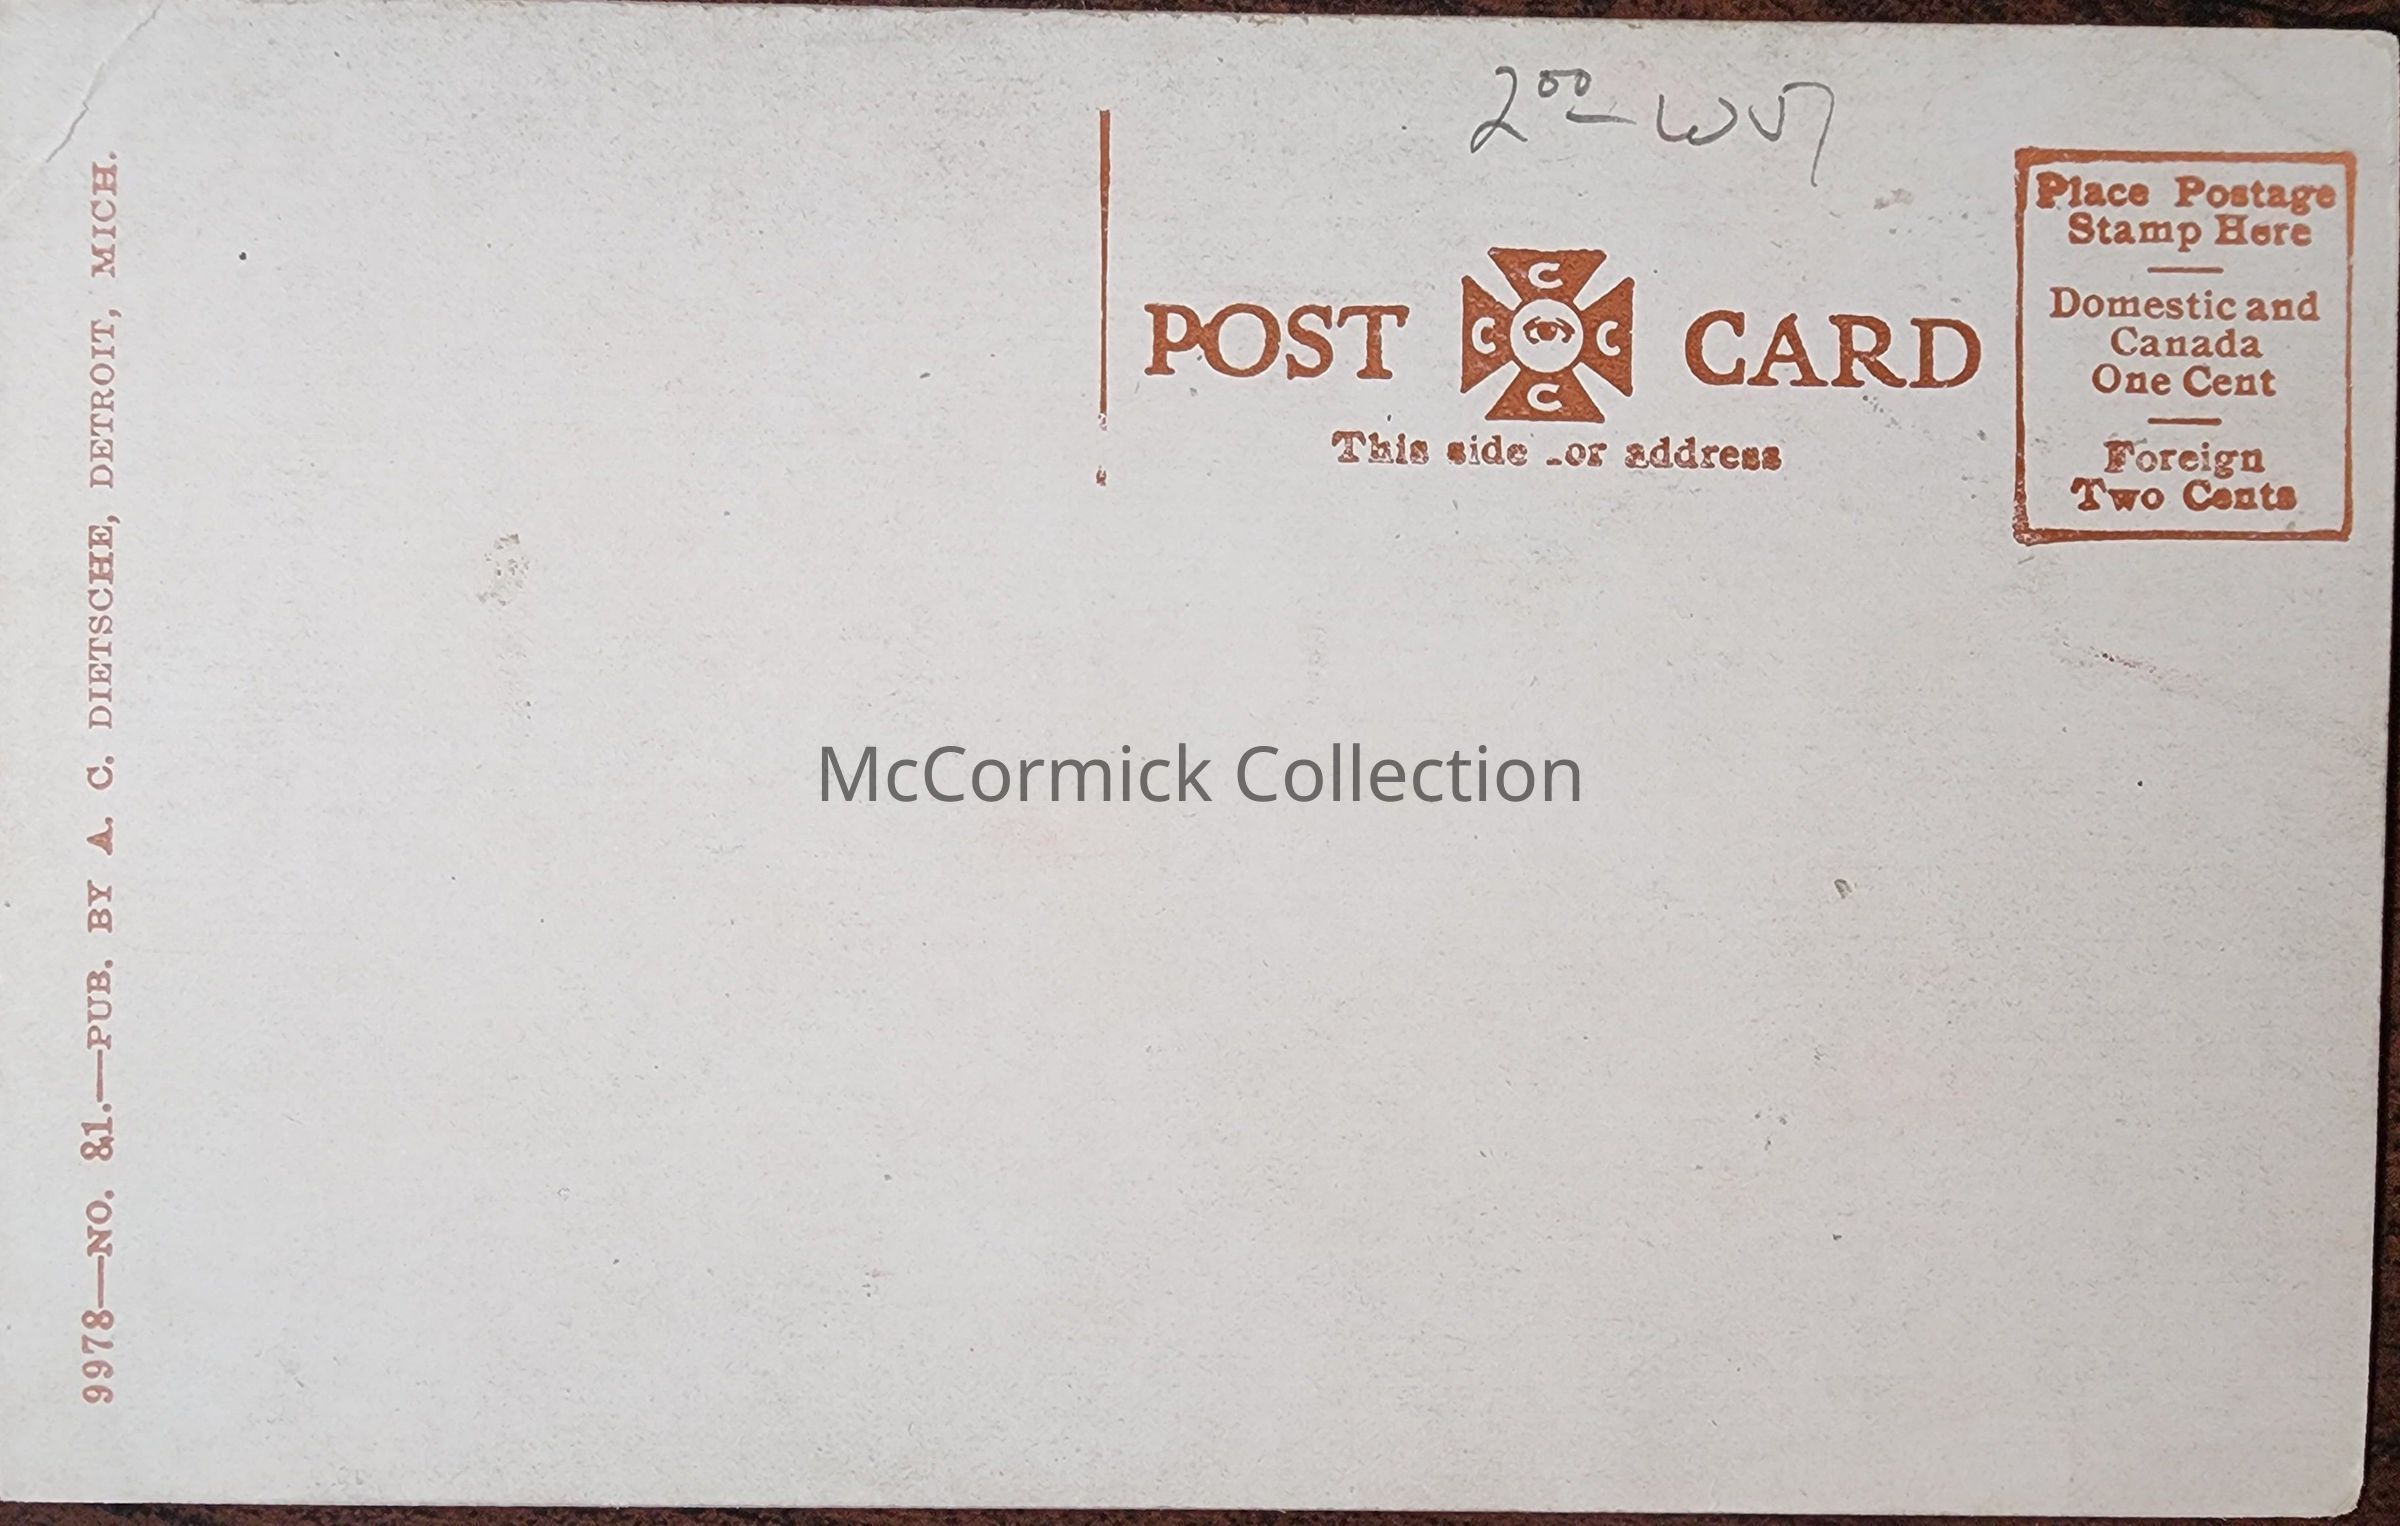 9978—NO. 81.—PUB. BY A. C. DIETSCHE, DETROIT, MICH.
2 00
POST CARD
C
C C
C
This side or address
Place Postage
Stamp Here
Domestic and
Canada
One Cent
Foreign
Two Cents
McCormick Collection